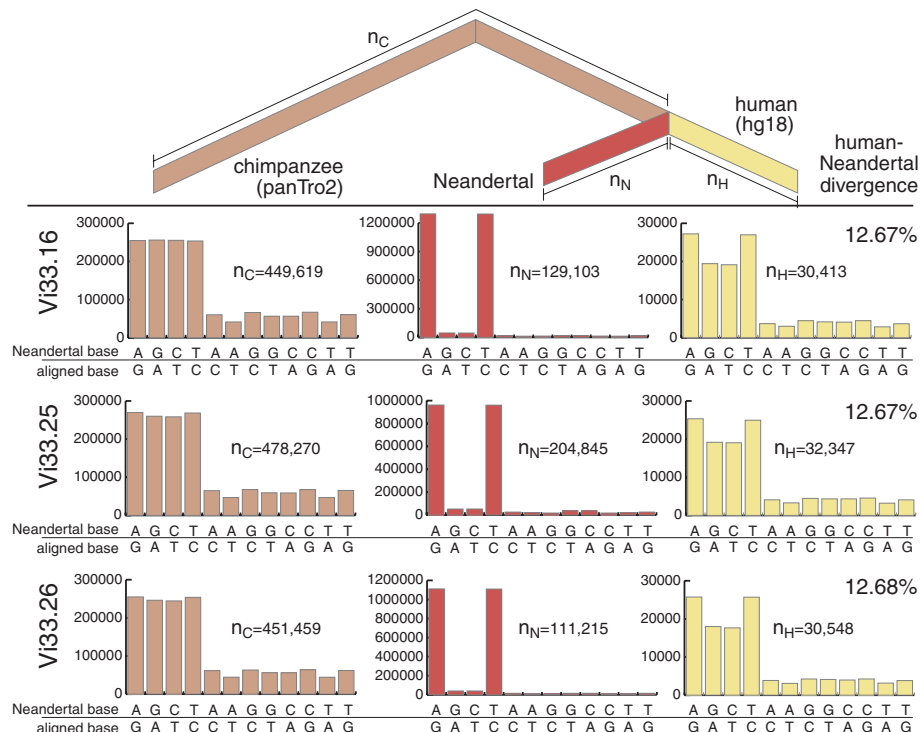 n_C
human
(hg18)
human-
Neandertal
divergence
chimpanzee
(panTro2)
Neandertal
n_N
n_H
Vi33.16
300000
200000
100000
0
n_C=449,619
1200000
900000
600000
300000
0
n_N=129,103
30000
20000
10000
0
n_H=30,413
12.67%
Neandertal base A G C T A A G G C C T T A G C T A A G G C C T T A G C T A A G G C C T T
aligned base G A T C C T C T A G A G G A T C C T C T A G A G G A T C C T C T A G A G
Vi33.25
300000
200000
100000
0
n_C=478,270
1000000
800000
600000
400000
200000
0
n_N=204,845
30000
20000
10000
0
n_H=32,347
12.67%
Neandertal base A G C T A A G G C C T T A G C T A A G G C C T T A G C T A A G G C C T T
aligned base G A T C C T C T A G A G G A T C C T C T A G A G G A T C C T C T A G A G
Vi33.26
300000
200000
100000
0
n_C=451,459
1200000
1000000
800000
600000
400000
200000
0
n_N=111,215
30000
20000
10000
0
n_H=30,548
12.68%
Neandertal base A G C T A A G G C C T T A G C T A A G G C C T T A G C T A A G G C C T T
aligned base G A T C C T C T A G A G G A T C C T C T A G A G G A T C C T C T A G A G